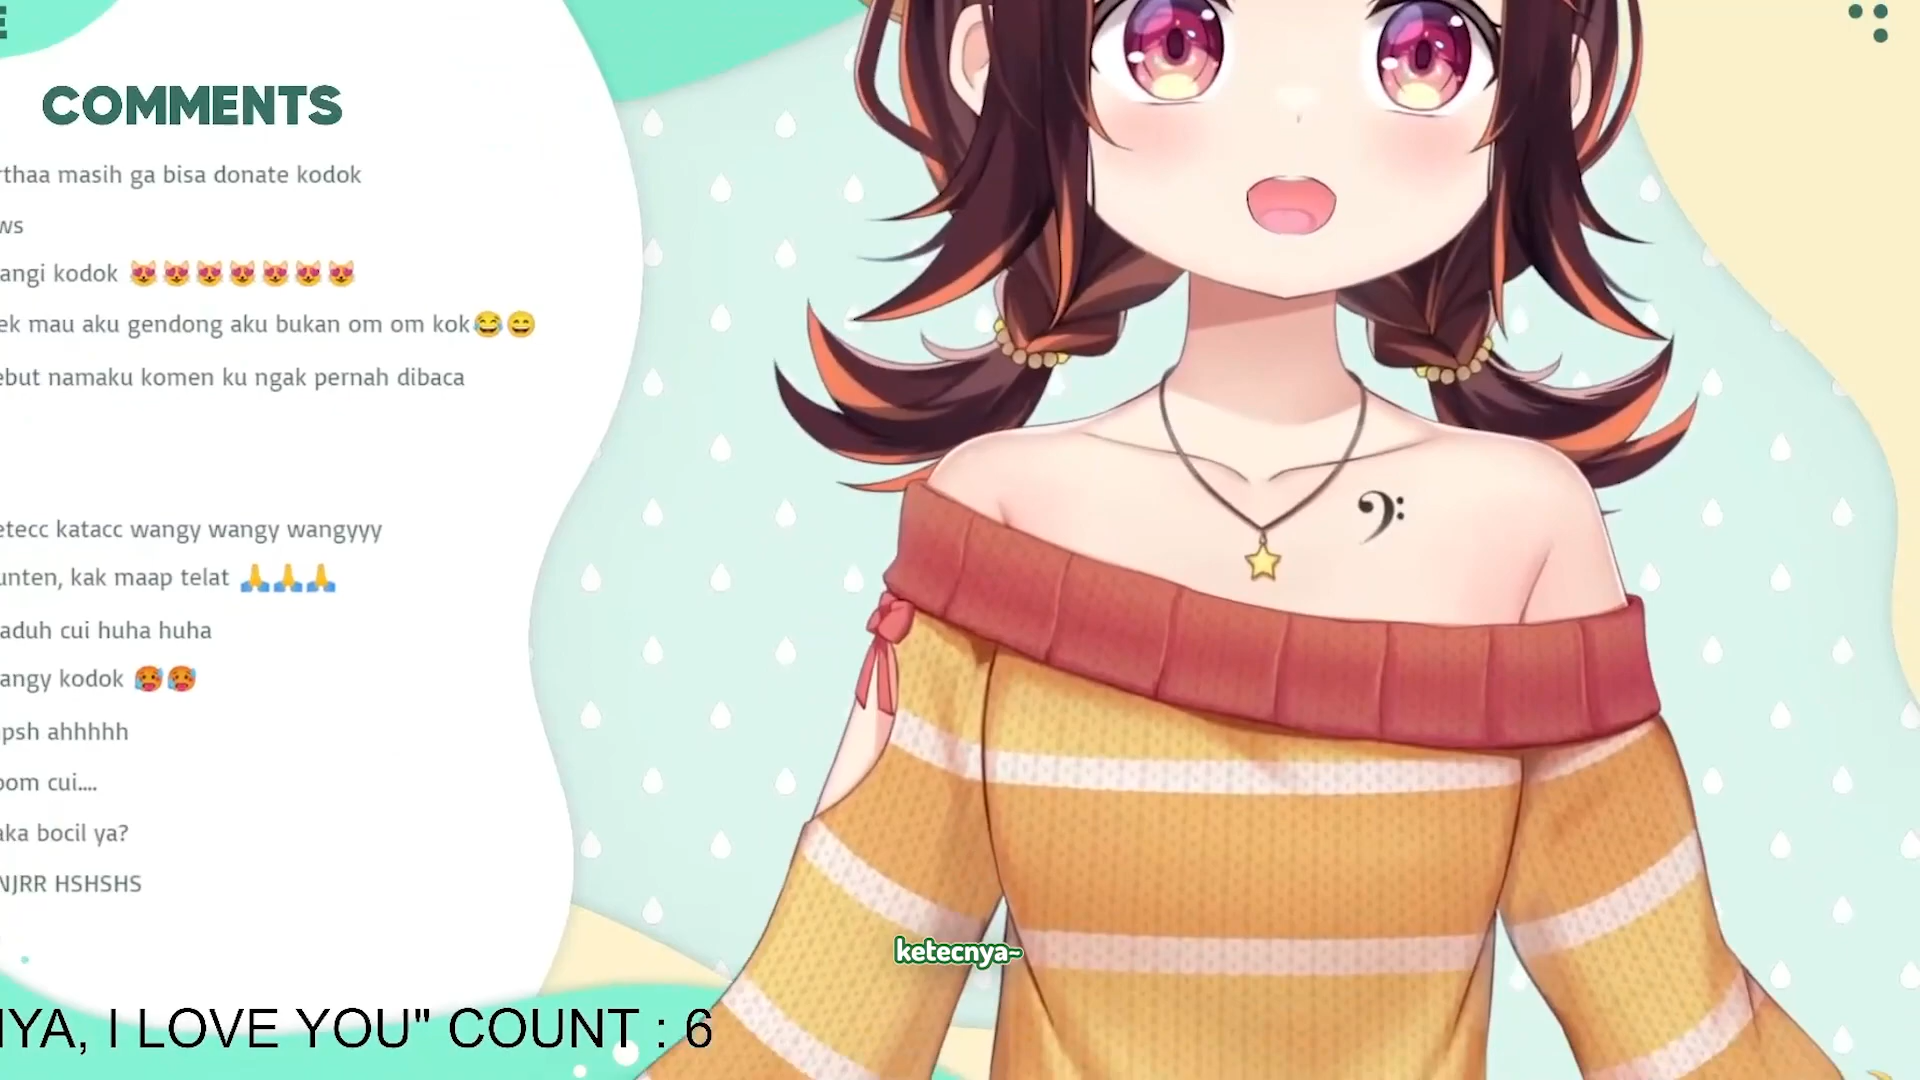 E
COMMENTS
rthaa masih ga bisa donate kodok
ws
angi kodok 😻😻😻😻😻😻😻
ek mau aku gendong aku bukan om om kok😂😄
ebut namaku komen ku ngak pernah dibaca
etecc katacc wangy wangy wangyyy
unten, kak maap telat 🙏🙏🙏
aduh cui huha huha
angy kodok 🥵🥵
psh ahhhhh
oom cui....
aka bocil ya?
NJRR HSHSHS
ketecnya~
IYA, I LOVE YOU" COUNT : 6